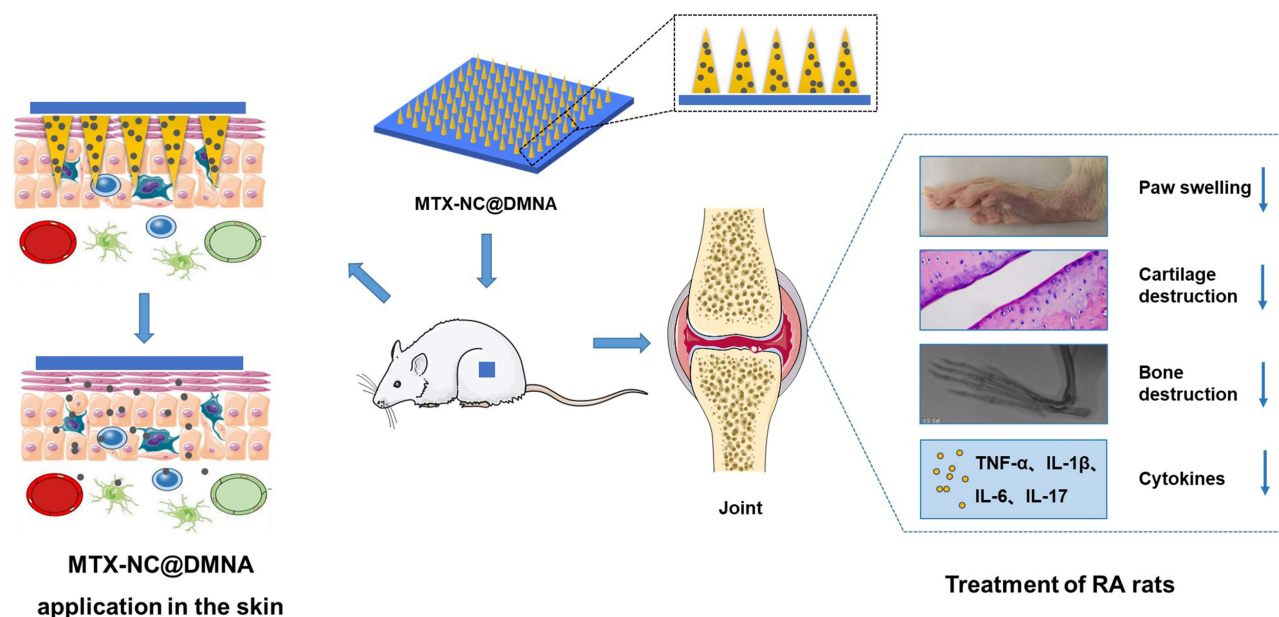 MTX-NC@DMNA
Paw swelling
Cartilage
destruction
Bone
destruction
TNF-α、IL-1β、
IL-6、IL-17
Cytokines
Joint
MTX-NC@DMNA
application in the skin
Treatment of RA rats